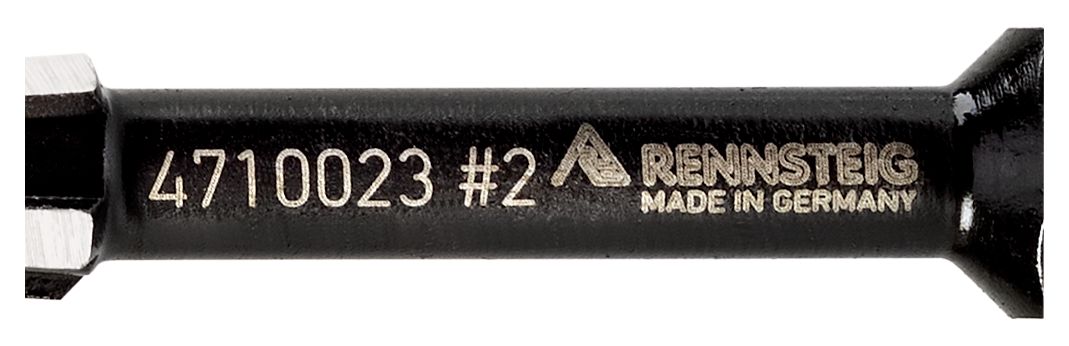 4710023 #2 RENNSTEIG
MADE IN GERMANY